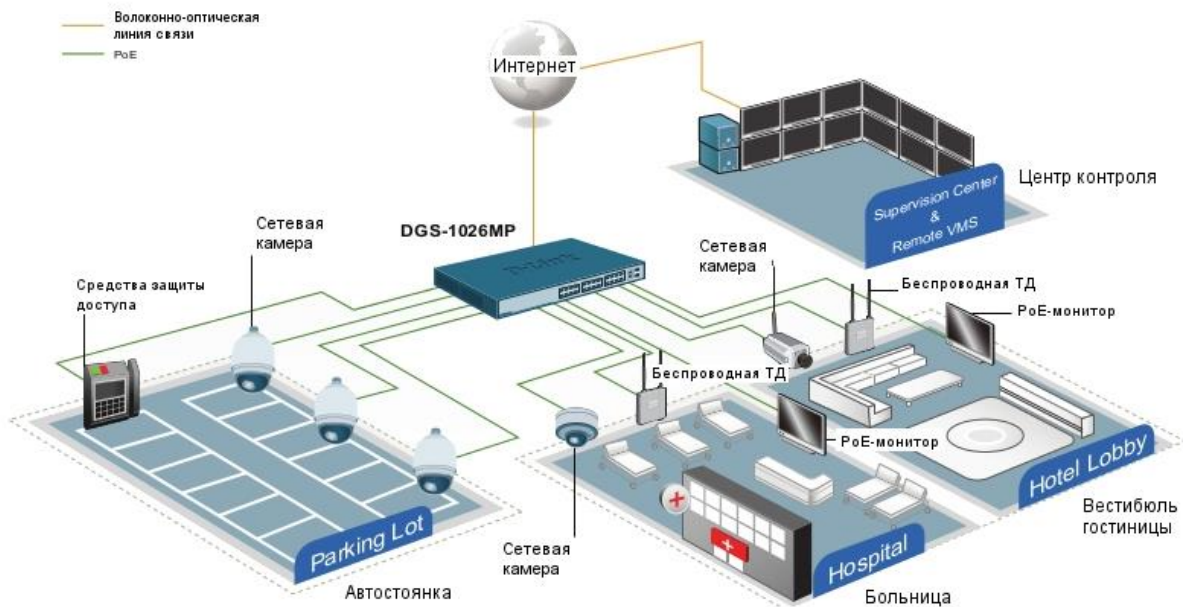 Волоконно-оптическая
линия связи
PoE
Интернет
Supervision Center
&
Remote VMS
Центр контроля
DGS-1026MP
D-Link
Сетевая
камера
Средства защиты
доступа
Сетевая
камера
Беспроводная ТД
PoE-монитор
Беспроводная ТД
PoE-монитор
Hotel Lobby
Вестибюль
гостиницы
Parking Lot
Автостоянка
Сетевая
камера
Hospital
Больница